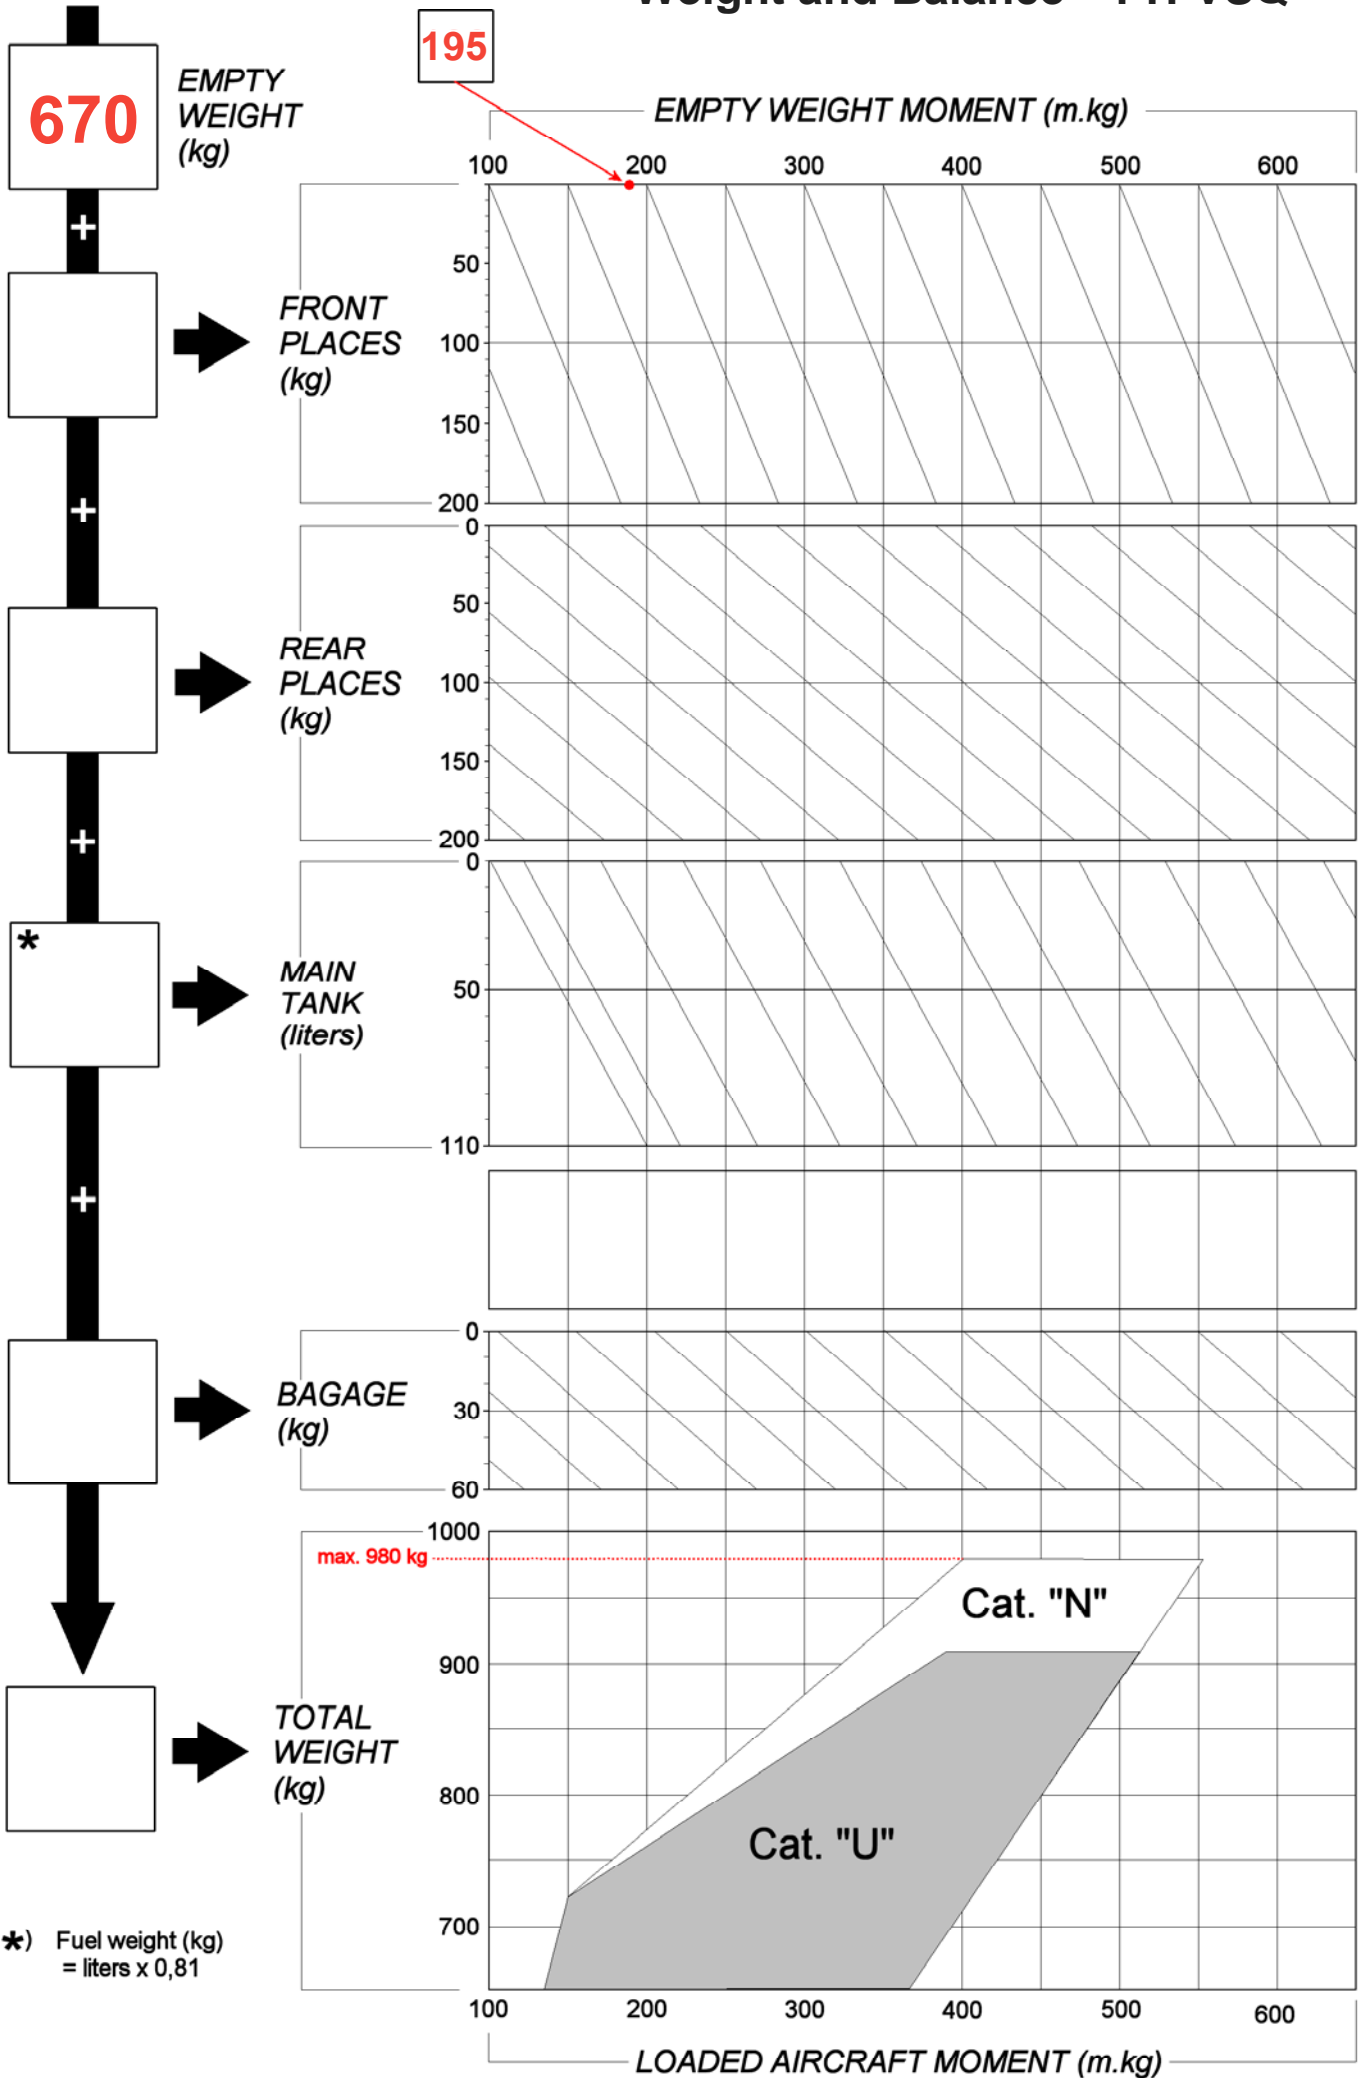 195
670
EMPTY
WEIGHT
(kg)
EMPTY WEIGHT MOMENT (m.kg)
100 200 300 400 500 600
+
FRONT
PLACES
(kg)
50
100
150
200
+
REAR
PLACES
(kg)
0
50
100
150
200
+
*
MAIN
TANK
(liters)
0
50
110
+
BAGAGE
(kg)
0
30
60
1000
max. 980 kg
Cat. "N"
900
TOTAL
WEIGHT
(kg)
800
Cat. "U"
700
*) Fuel weight (kg)
= liters x 0,81
100 200 300 400 500 600
LOADED AIRCRAFT MOMENT (m.kg)